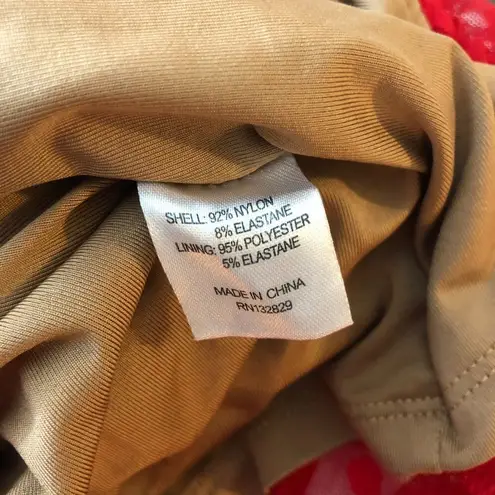 SHELL: 92% NYLON
8% ELASTANE
LINING: 95% POLYESTER
5% ELASTANE
MADE IN CHINA
RN132829